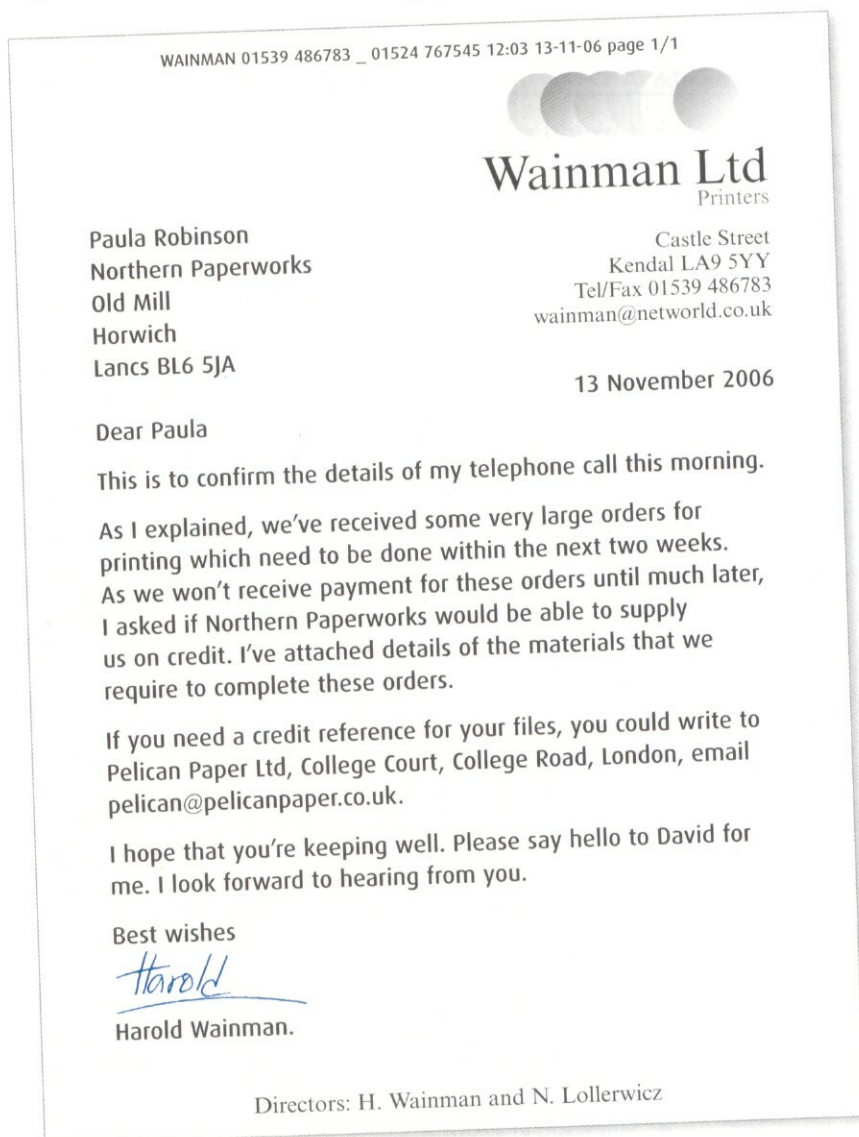 WAINMAN 01539 486783 _ 01524 767545 12:03 13-11-06 page 1/1
Wainman Ltd
Printers
Castle Street
Kendal LA9 5YY
Tel/Fax 01539 486783
wainman@networld.co.uk
Paula Robinson
Northern Paperworks
Old Mill
Horwich
Lancs BL6 5JA
13 November 2006
Dear Paula
This is to confirm the details of my telephone call this morning.
As I explained, we've received some very large orders for
printing which need to be done within the next two weeks.
As we won't receive payment for these orders until much later,
I asked if Northern Paperworks would be able to supply
us on credit. I've attached details of the materials that we
require to complete these orders.
If you need a credit reference for your files, you could write to
Pelican Paper Ltd, College Court, College Road, London, email
pelican@pelicanpaper.co.uk.
I hope that you're keeping well. Please say hello to David for
me. I look forward to hearing from you.
Best wishes
Harold
Harold Wainman.
Directors: H. Wainman and N. Lollerwicz